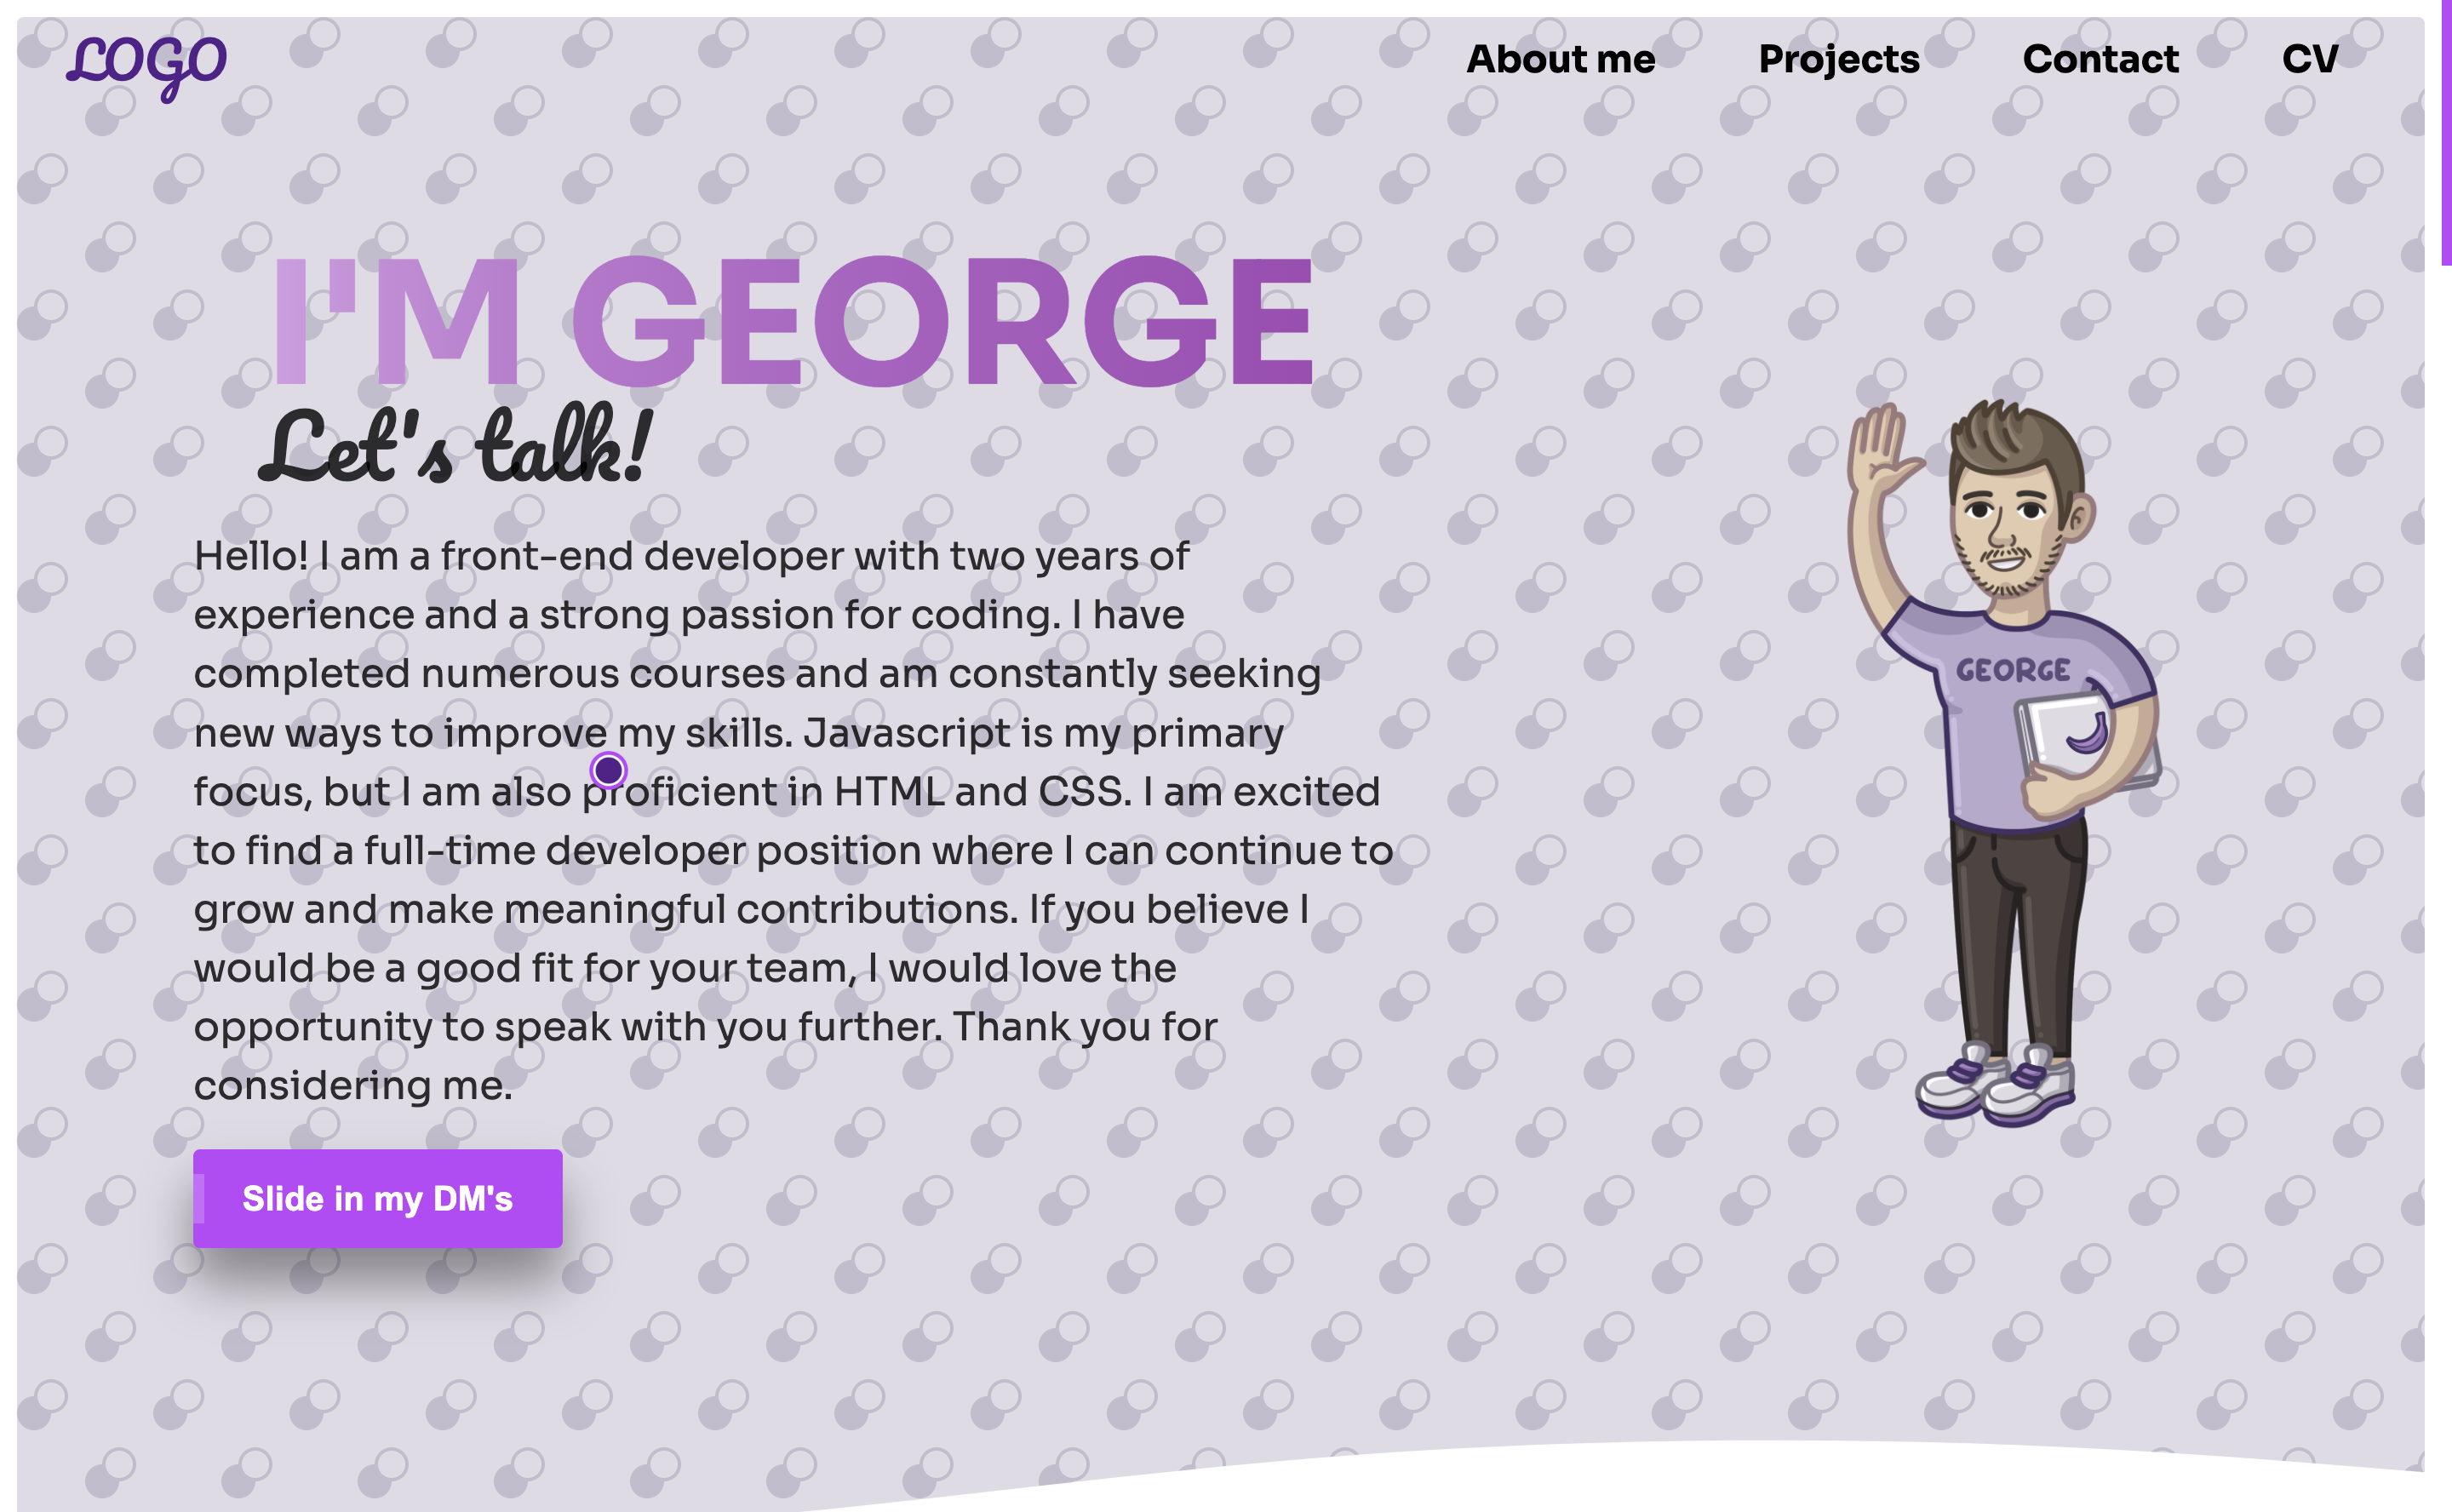 LOGO
About me
Projects
Contact
CV
I'M GEORGE
Let's talk!
Hello! I am a front-end developer with two years of
experience and a strong passion for coding. I have
completed numerous courses and am constantly seeking
new ways to improve my skills. Javascript is my primary
focus, but I am also proficient in HTML and CSS. I am excited
to find a full-time developer position where I can continue to
grow and make meaningful contributions. If you believe I
would be a good fit for your team, I would love the
opportunity to speak with you further. Thank you for
considering me.
GEORGE
Slide in my DM's